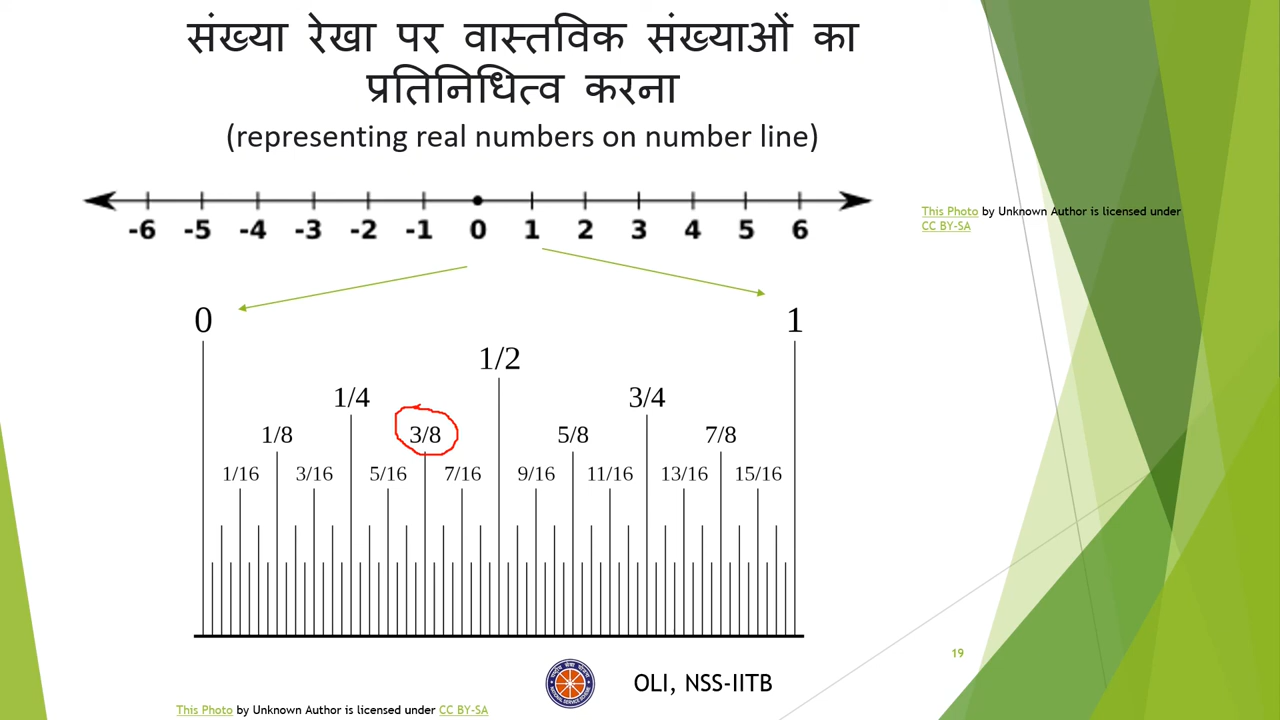 संख्या रेखा पर वास्तविक संख्याओं का
प्रतिनिधित्व करना
(representing real numbers on number line)
-6 -5 -4 -3 -2 -1 0 1 2 3 4 5 6
This Photo by Unknown Author is licensed under
CC BY-SA
0 1
1/2
1/4 3/4
1/8 3/8 5/8 7/8
1/16 3/16 5/16 7/16 9/16 11/16 13/16 15/16
19
OLI, NSS-IITB
This Photo by Unknown Author is licensed under CC BY-SA